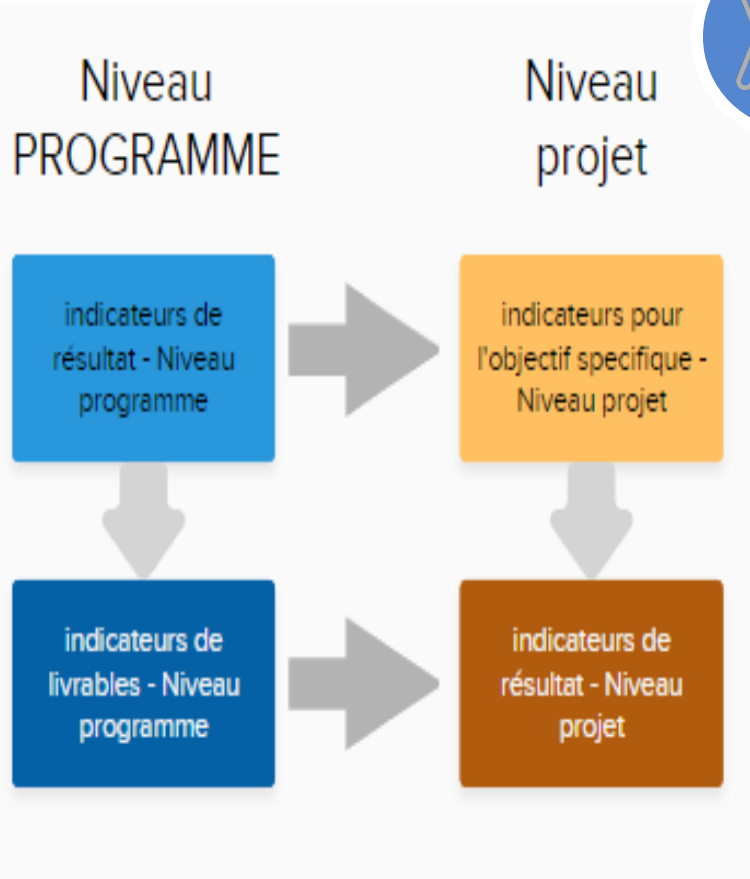 Niveau
PROGRAMME
Niveau
projet
indicateurs de
résultat - Niveau
programme
indicateurs pour
l'objectif specifique -
Niveau projet
indicateurs de
livrables - Niveau
programme
indicateurs de
résultat - Niveau
projet